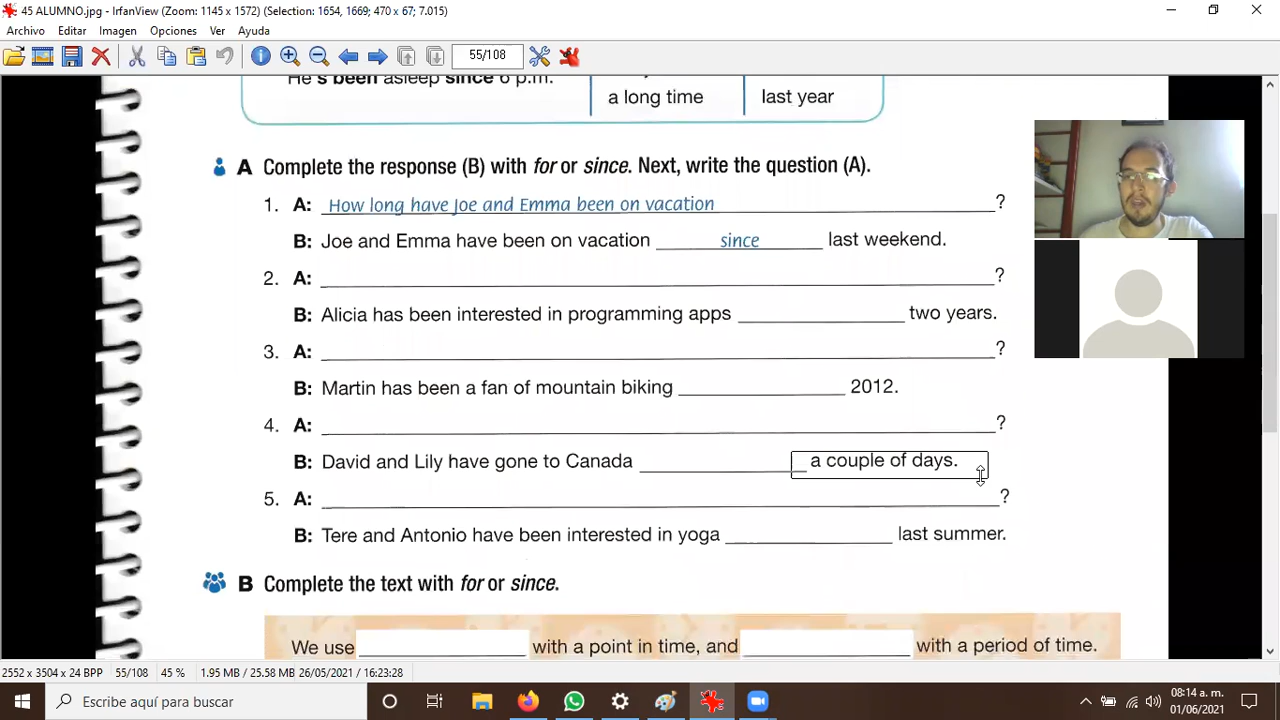 45 ALUMNO.jpg - IrfanView (Zoom: 1145 x 1572) (Selection: 1654, 1669; 470 x 67; 7.015)
Archivo Editar Imagen Opciones Ver Ayuda
55/108
He's been asleep since 6 p.m.
a long time
last year
A Complete the response (B) with for or since. Next, write the question (A).
1. A: How long have Joe and Emma been on vacation ?
B: Joe and Emma have been on vacation since last weekend.
2. A: ?
B: Alicia has been interested in programming apps two years.
3. A: ?
B: Martin has been a fan of mountain biking 2012.
4. A: ?
B: David and Lily have gone to Canada a couple of days.
5. A: ?
B: Tere and Antonio have been interested in yoga last summer.
B Complete the text with for or since.
We use with a point in time, and with a period of time.
2552 x 3504 x 24 BPP 55/108 45 % 1.95 MB / 25.58 MB 26/05/2021 / 16:23:28
Escribe aquí para buscar
08:14 a. m.
01/06/2021